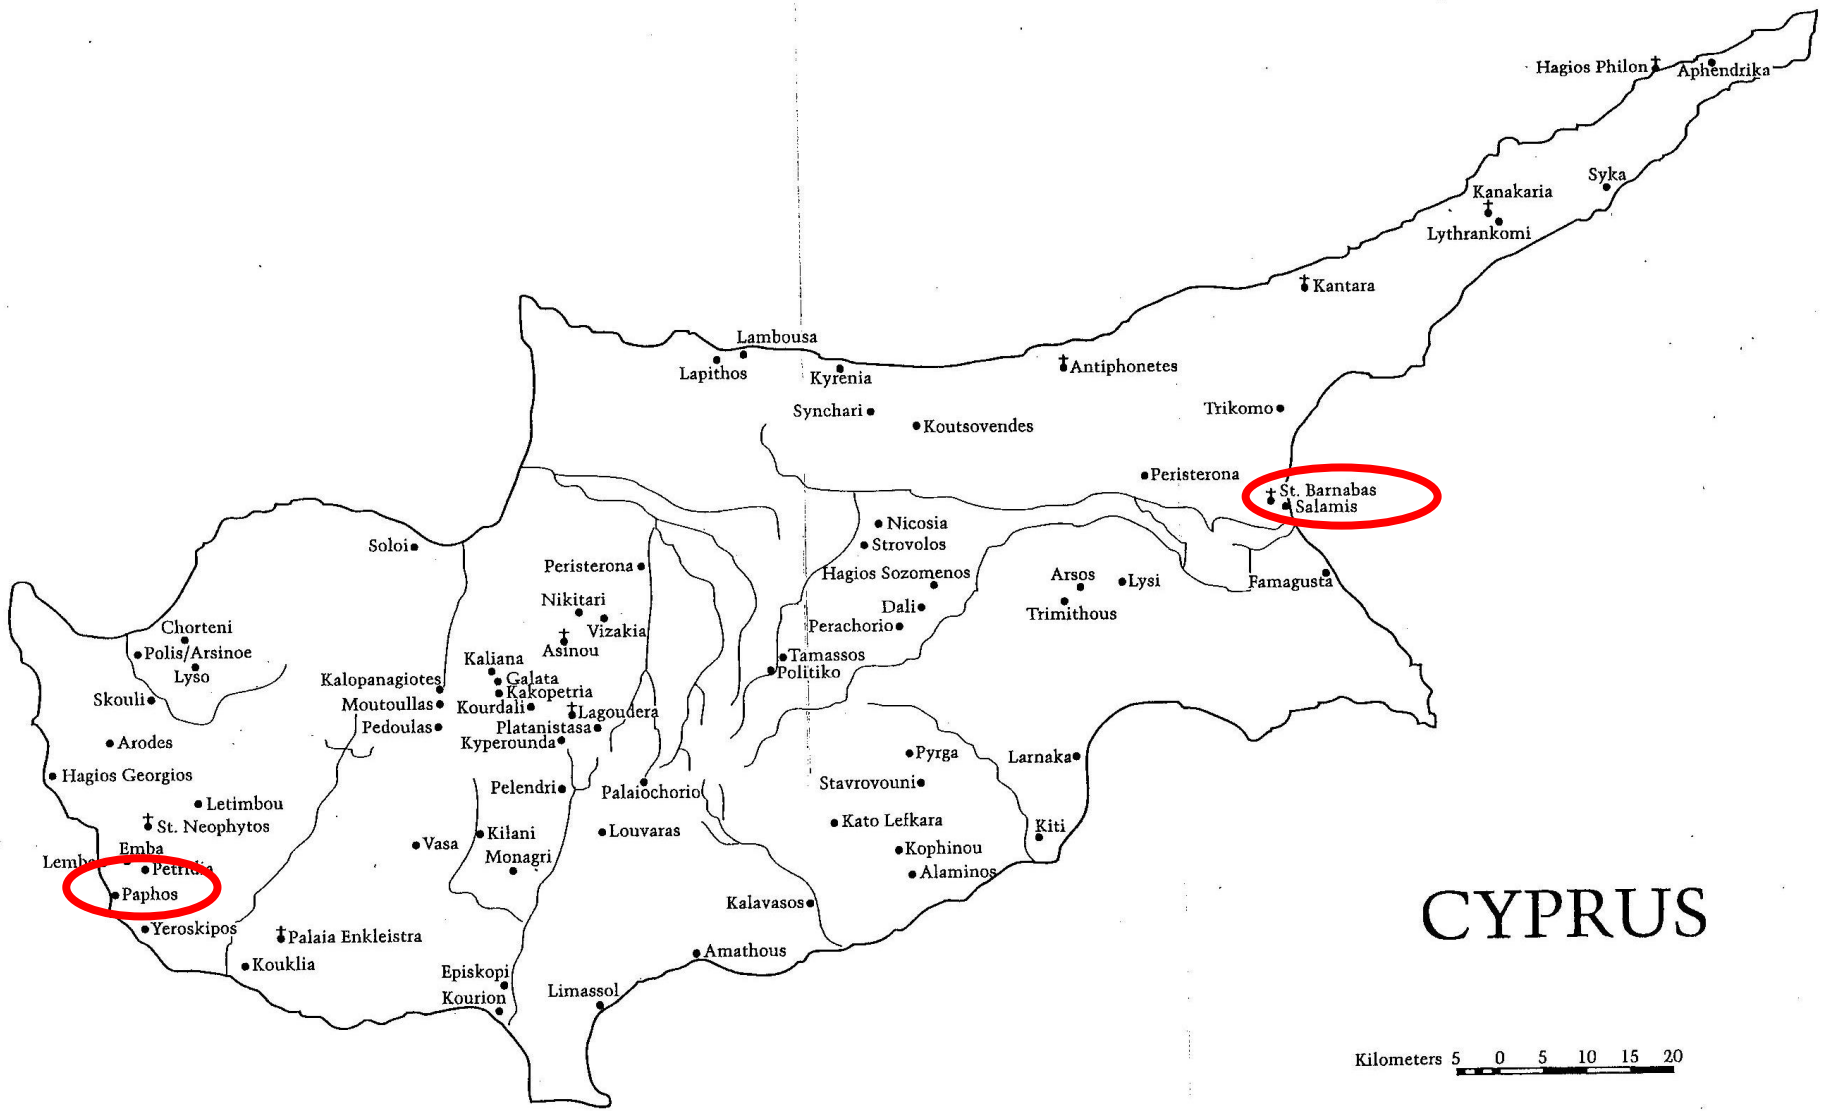 Hagios Philon
Aphendrika
Syka
Kanakaria
Lythrankomi
Kantara
Lambousa
Lapithos
Kyrenia
Antiphonetes
Synchari
Koutsovendes
Trikomo
Peristerona
St. Barnabas
Salamis
Nicosia
Strovolos
Soloi
Peristerona
Hagios Sozomenos
Arsos
Lysi
Famagusta
Nikitari
Dali
Trimithous
Chorteni
Vizakia
Perachorio
Polis/Arsinoe
Asinou
Lyso
Kaliana
Tamassos
Galata
Politiko
Kalopanagiotes
Kakopetria
Skouli
Moutoullas
Kourdali
Lagoudera
Pedoulas
Platanistasa
Kyperounda
Arodes
Pyrga
Larnaka
Hagios Georgios
Pelendri
Palaiochorio
Stavrovouni
Letimbou
St. Neophytos
Kato Lefkara
Kiti
Vasa
Kilani
Louvaras
Emba
Monagri
Kophinou
Lemba
Petridia
Alaminos
Paphos
Kalavasos
CYPRUS
Yeroskipos
Palaia Enkleistra
Amathous
Kouklia
Episkopi
Limassol
Kourion
Kilometers 5 0 5 10 15 20